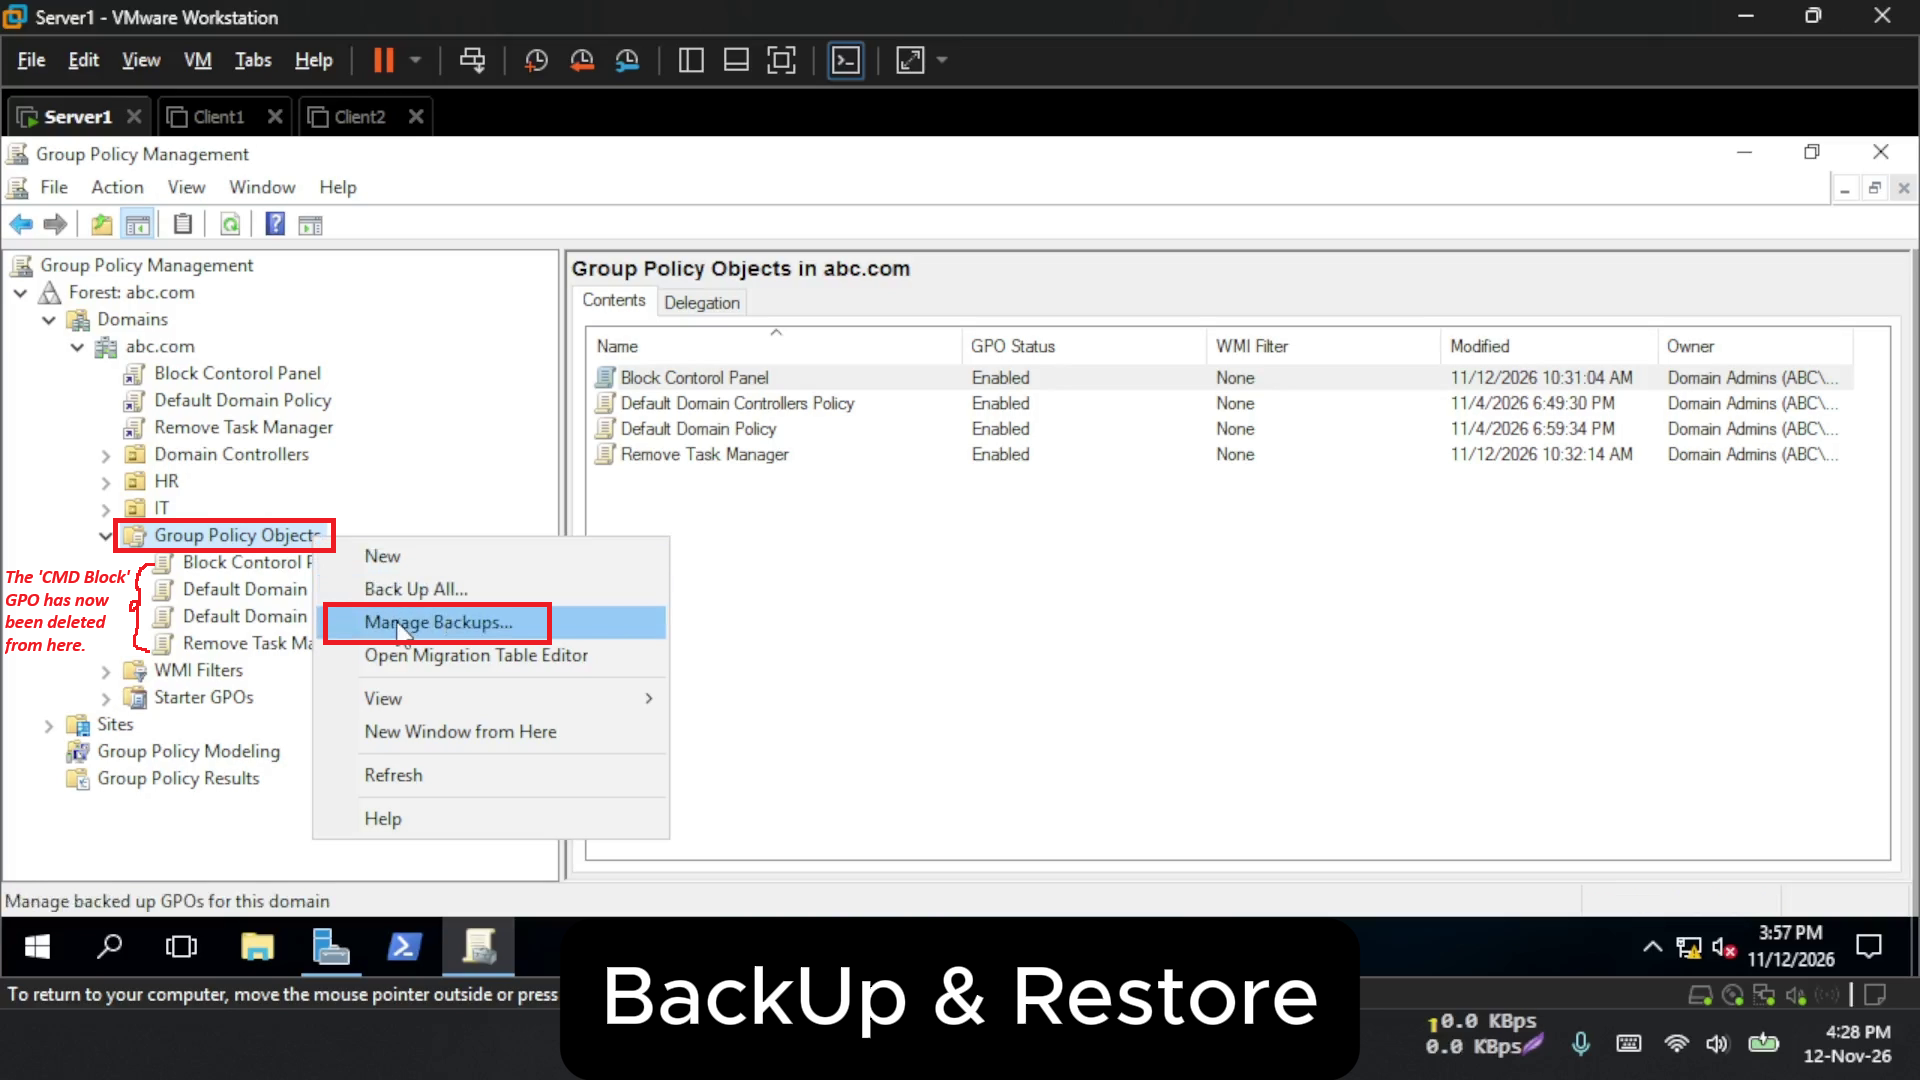 Server1 - VMware Workstation
File Edit View VM Tabs Help
Server1 Client1 Client2
Group Policy Management
File Action View Window Help
Group Policy Management
Forest: abc.com
Domains
abc.com
Block Contorol Panel
Default Domain Policy
Remove Task Manager
Domain Controllers
HR
IT
Group Policy Objects
Block Contorol P
Default Domain
Default Domain
Remove Task Ma
WMI Filters
Starter GPOs
Sites
Group Policy Modeling
Group Policy Results
The 'CMD Block'
GPO has now
been deleted
from here.
New
Back Up All...
Manage Backups...
Open Migration Table Editor
View
New Window from Here
Refresh
Help
Group Policy Objects in abc.com
Contents Delegation
Name GPO Status WMI Filter Modified Owner
Block Contorol Panel Enabled None 11/12/2026 10:31:04 AM Domain Admins (ABC\...
Default Domain Controllers Policy Enabled None 11/4/2026 6:49:30 PM Domain Admins (ABC\...
Default Domain Policy Enabled None 11/4/2026 6:59:34 PM Domain Admins (ABC\...
Remove Task Manager Enabled None 11/12/2026 10:32:14 AM Domain Admins (ABC\...
Manage backed up GPOs for this domain
3:57 PM
11/12/2026
To return to your computer, move the mouse pointer outside or press
BackUp & Restore
0.0 KBps
0.0 KBps
4:28 PM
12-Nov-26